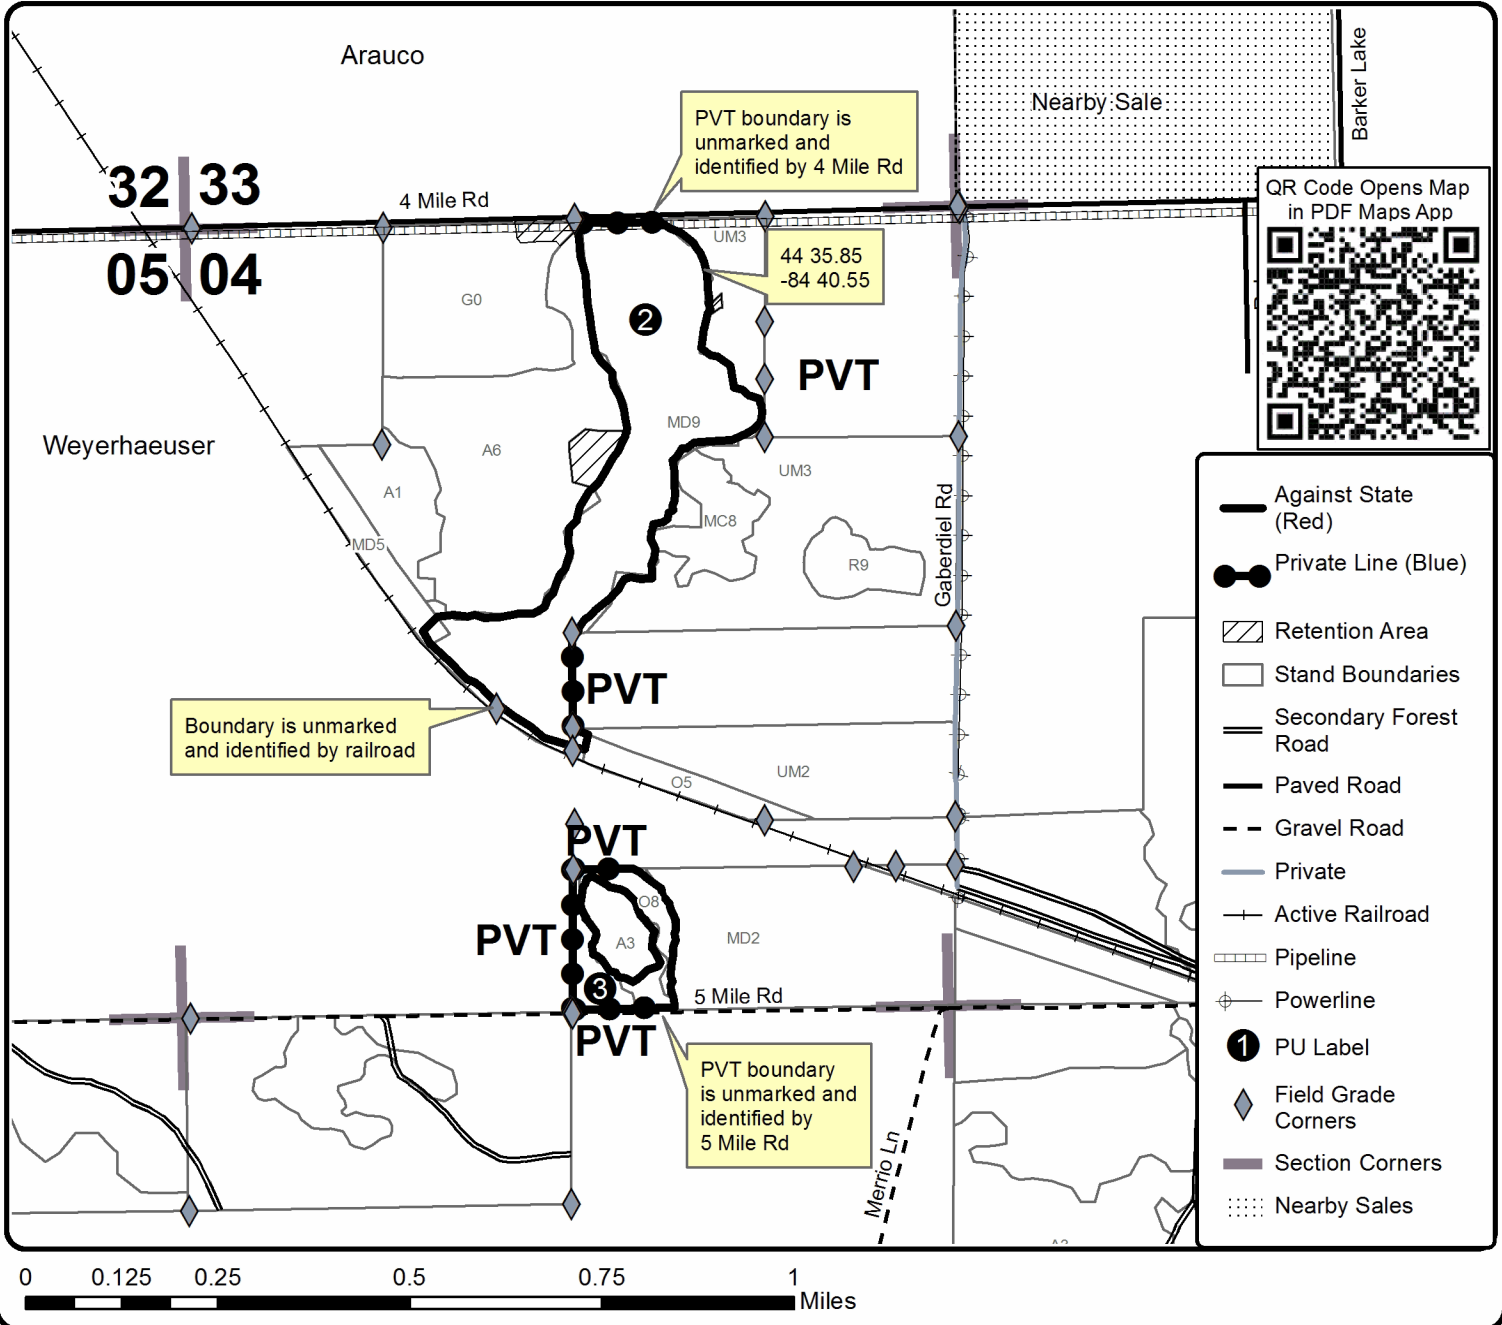 Arauco
Barker Lake
Nearby Sale
PVT boundary is
unmarked and
identified by 4 Mile Rd
32 33
4 Mile Rd
05 04
QR Code Opens Map
in PDF Maps App
UM3
44 35.85
-84 40.55
G0
2
PVT
MD9
Weyerhaeuser
A6
UM3
A1
MC8
MD5
R9
Gaberdiel Rd
PVT
Boundary is unmarked
and identified by railroad
O5
UM2
PVT
O8
PVT
A3
MD2
3
5 Mile Rd
PVT
PVT boundary
is unmarked and
identified by
5 Mile Rd
Merrio Ln
Against State
(Red)
Private Line (Blue)
Retention Area
Stand Boundaries
Secondary Forest
Road
Paved Road
Gravel Road
Private
Active Railroad
Pipeline
Powerline
1 PU Label
Field Grade
Corners
Section Corners
Nearby Sales
0 0.125 0.25 0.5 0.75 1
Miles